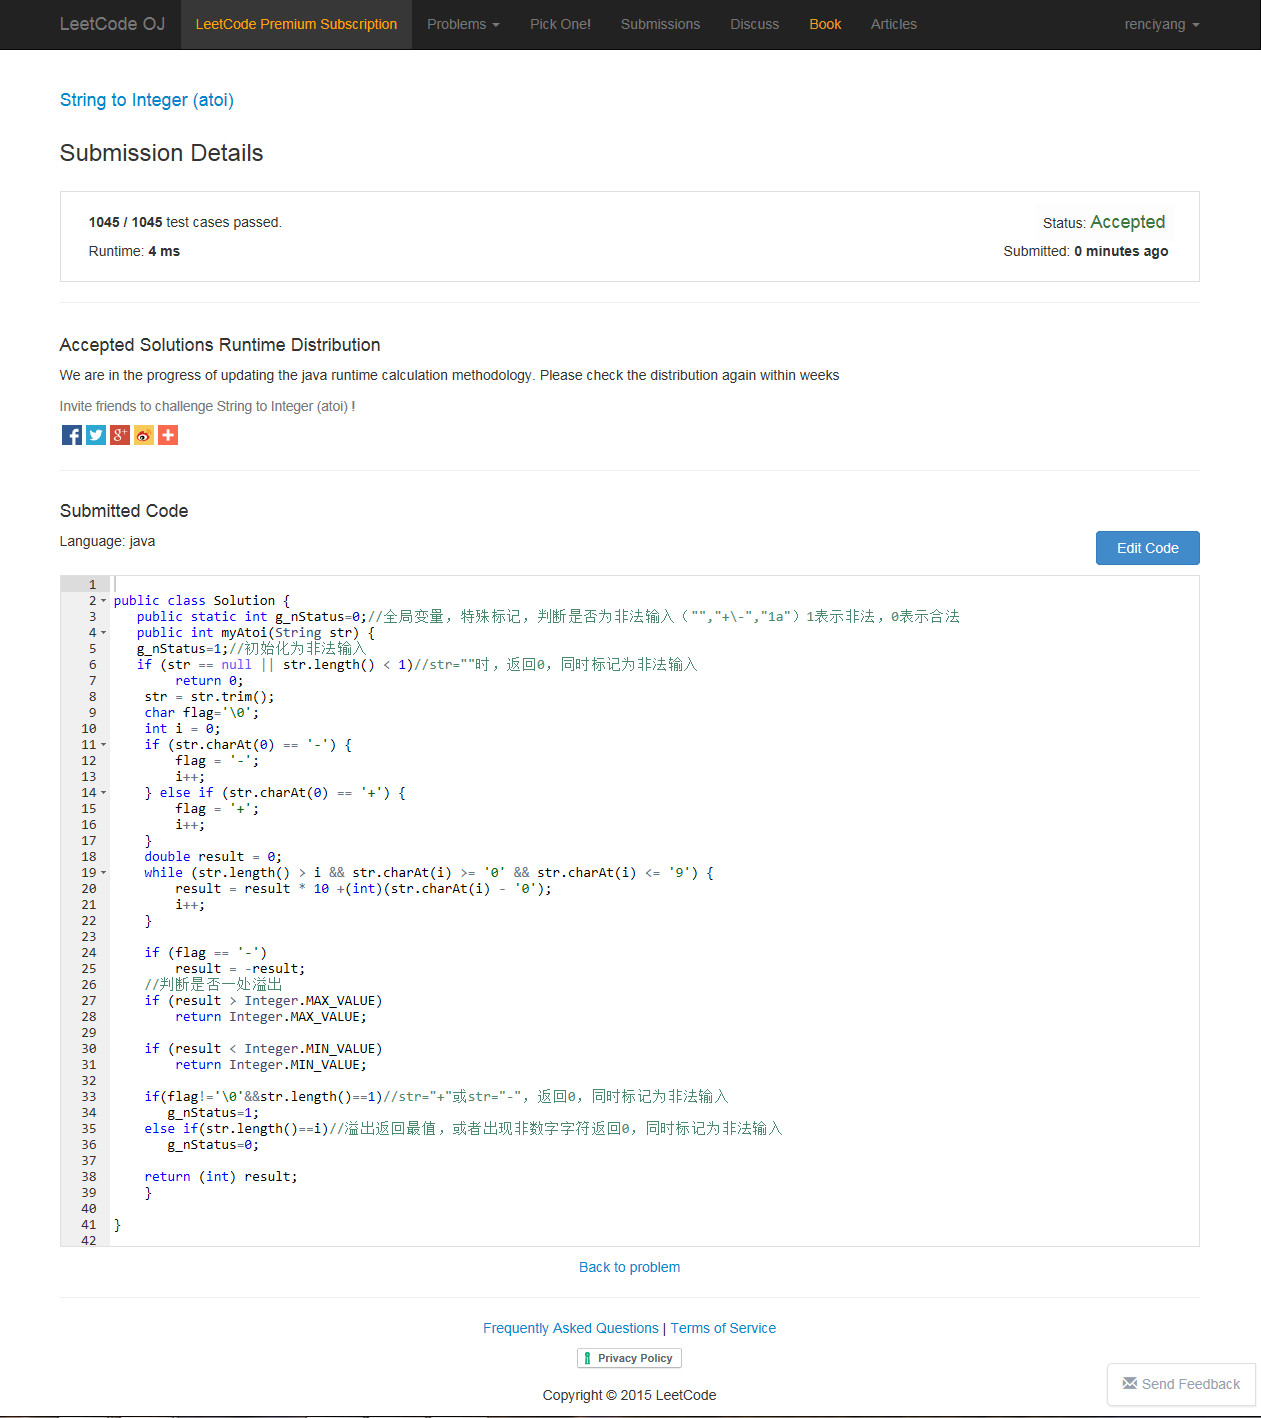 LeetCode OJ LeetCode Premium Subscription Problems Pick One! Submissions Discuss Book Articles renciyang
String to Integer (atoi)
Submission Details
1045 / 1045 test cases passed. Status: Accepted
Runtime: 4 ms Submitted: 0 minutes ago
Accepted Solutions Runtime Distribution
We are in the progress of updating the java runtime calculation methodology. Please check the distribution again within weeks
Invite friends to challenge String to Integer (atoi) !
Submitted Code
Language: java
Edit Code
1
2 public class Solution {
3 public static int g_nStatus=0;//全局变量，特殊标记，判断是否为非法输入（"","+\-","1a"）1表示非法，0表示合法
4 public int myAtoi(String str) {
5 g_nStatus=1;//初始化为非法输入
6 if (str == null || str.length() < 1)//str=""时，返回0，同时标记为非法输入
7 return 0;
8 str = str.trim();
9 char flag='\0';
10 int i = 0;
11 if (str.charAt(0) == '-') {
12 flag = '-';
13 i++;
14 } else if (str.charAt(0) == '+') {
15 flag = '+';
16 i++;
17 }
18 double result = 0;
19 while (str.length() > i && str.charAt(i) >= '0' && str.charAt(i) <= '9') {
20 result = result * 10 +(int)(str.charAt(i) - '0');
21 i++;
22 }
23
24 if (flag == '-')
25 result = -result;
26 //判断是否一处溢出
27 if (result > Integer.MAX_VALUE)
28 return Integer.MAX_VALUE;
29
30 if (result < Integer.MIN_VALUE)
31 return Integer.MIN_VALUE;
32
33 if(flag!='\0'&&str.length()==1)//str="+"或str="-"，返回0，同时标记为非法输入
34 g_nStatus=1;
35 else if(str.length()==i)//溢出返回最值，或者出现非数字字符返回0，同时标记为非法输入
36 g_nStatus=0;
37
38 return (int) result;
39 }
40
41 }
42
Back to problem
Frequently Asked Questions | Terms of Service
Privacy Policy
Send Feedback
Copyright © 2015 LeetCode